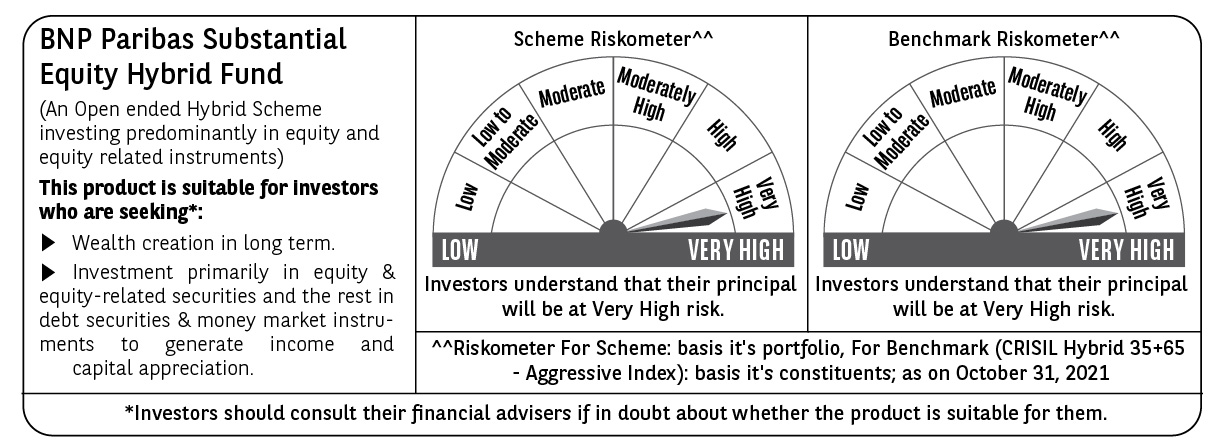 BNP Paribas Substantial
Equity Hybrid Fund
(An Open ended Hybrid Scheme
investing predominantly in equity and
equity related instruments)
This product is suitable for investors
who are seeking*:
▶ Wealth creation in long term.
▶ Investment primarily in equity &
equity-related securities and the rest in
debt securities & money market instru-
ments to generate income and
capital appreciation.
Scheme Riskometer^^
Low
Low to
Moderate
Moderate
Moderately
High
High
Very
High
LOW VERY HIGH
Investors understand that their principal
will be at Very High risk.
Benchmark Riskometer^^
Low
Low to
Moderate
Moderate
Moderately
High
High
Very
High
LOW VERY HIGH
Investors understand that their principal
will be at Very High risk.
^^Riskometer For Scheme: basis it's portfolio, For Benchmark (CRISIL Hybrid 35+65
- Aggressive Index): basis it's constituents; as on October 31, 2021
*Investors should consult their financial advisers if in doubt about whether the product is suitable for them.